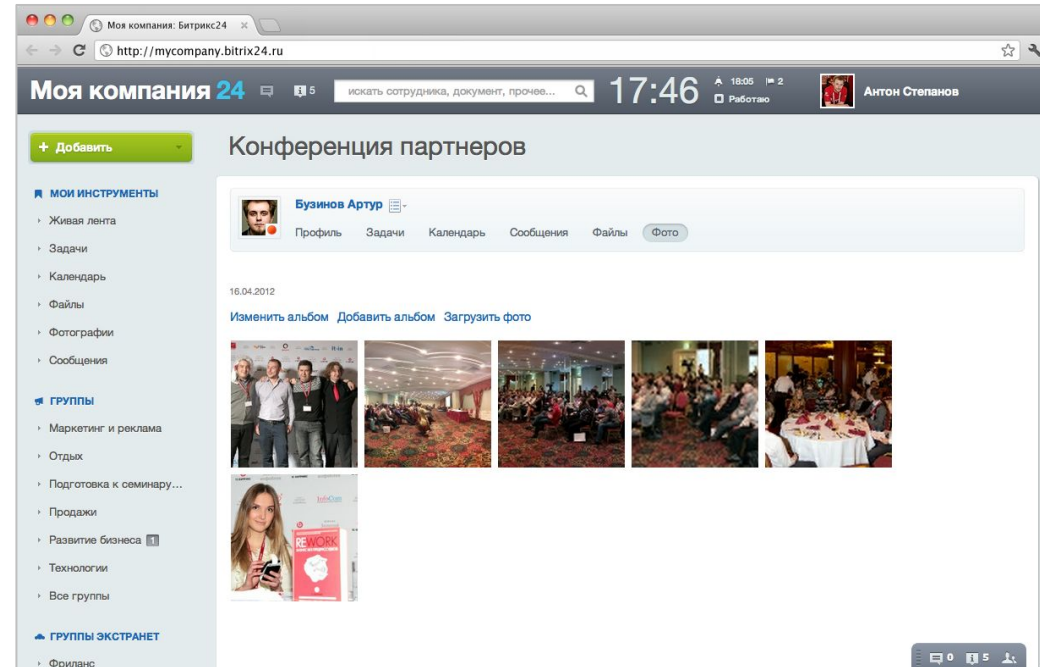 Моя компания: Битрикс24
http://mycompany.bitrix24.ru
Моя компания 24
5
искать сотрудника, документ, прочее...
17:46
18:05
2
Работаю
Антон Степанов
+ Добавить
Конференция партнеров
МОИ ИНСТРУМЕНТЫ
Живая лента
Задачи
Календарь
Файлы
Фотографии
Сообщения
ГРУППЫ
Маркетинг и реклама
Отдых
Подготовка к семинару...
Продажи
Развитие бизнеса 1
Технологии
Все группы
ГРУППЫ ЭКСТРАНЕТ
Фриланс
Бузинов Артур
Профиль Задачи Календарь Сообщения Файлы Фото
16.04.2012
Изменить альбом Добавить альбом Загрузить фото
REWORK
0 5